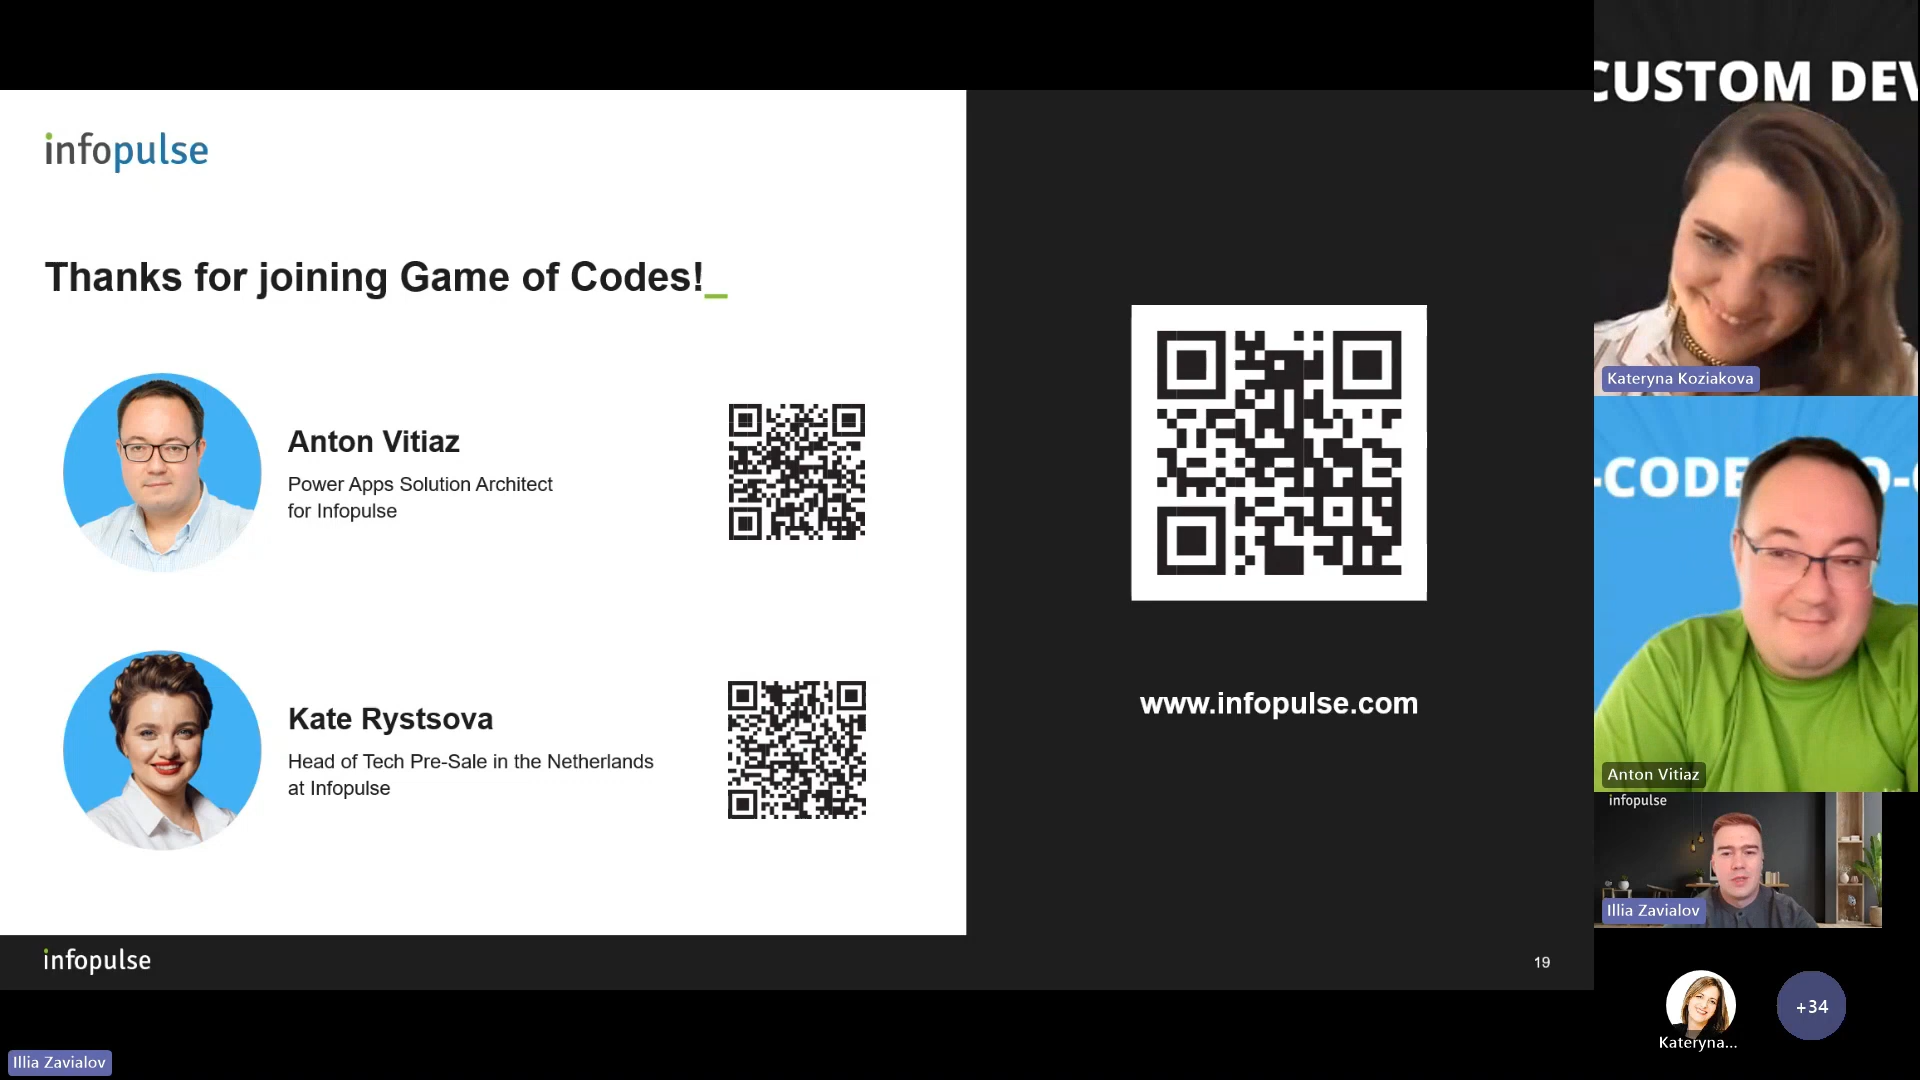 infopulse
Thanks for joining Game of Codes!_
Anton Vitiaz
Power Apps Solution Architect
for Infopulse
Kate Rystsova
Head of Tech Pre-Sale in the Netherlands
at Infopulse
www.infopulse.com
infopulse
19
Illia Zavialov
CUSTOM DEV
Kateryna Koziakova
-CODE
O-C
Anton Vitiaz
infopulse
Illia Zavialov
Kateryna...
+34